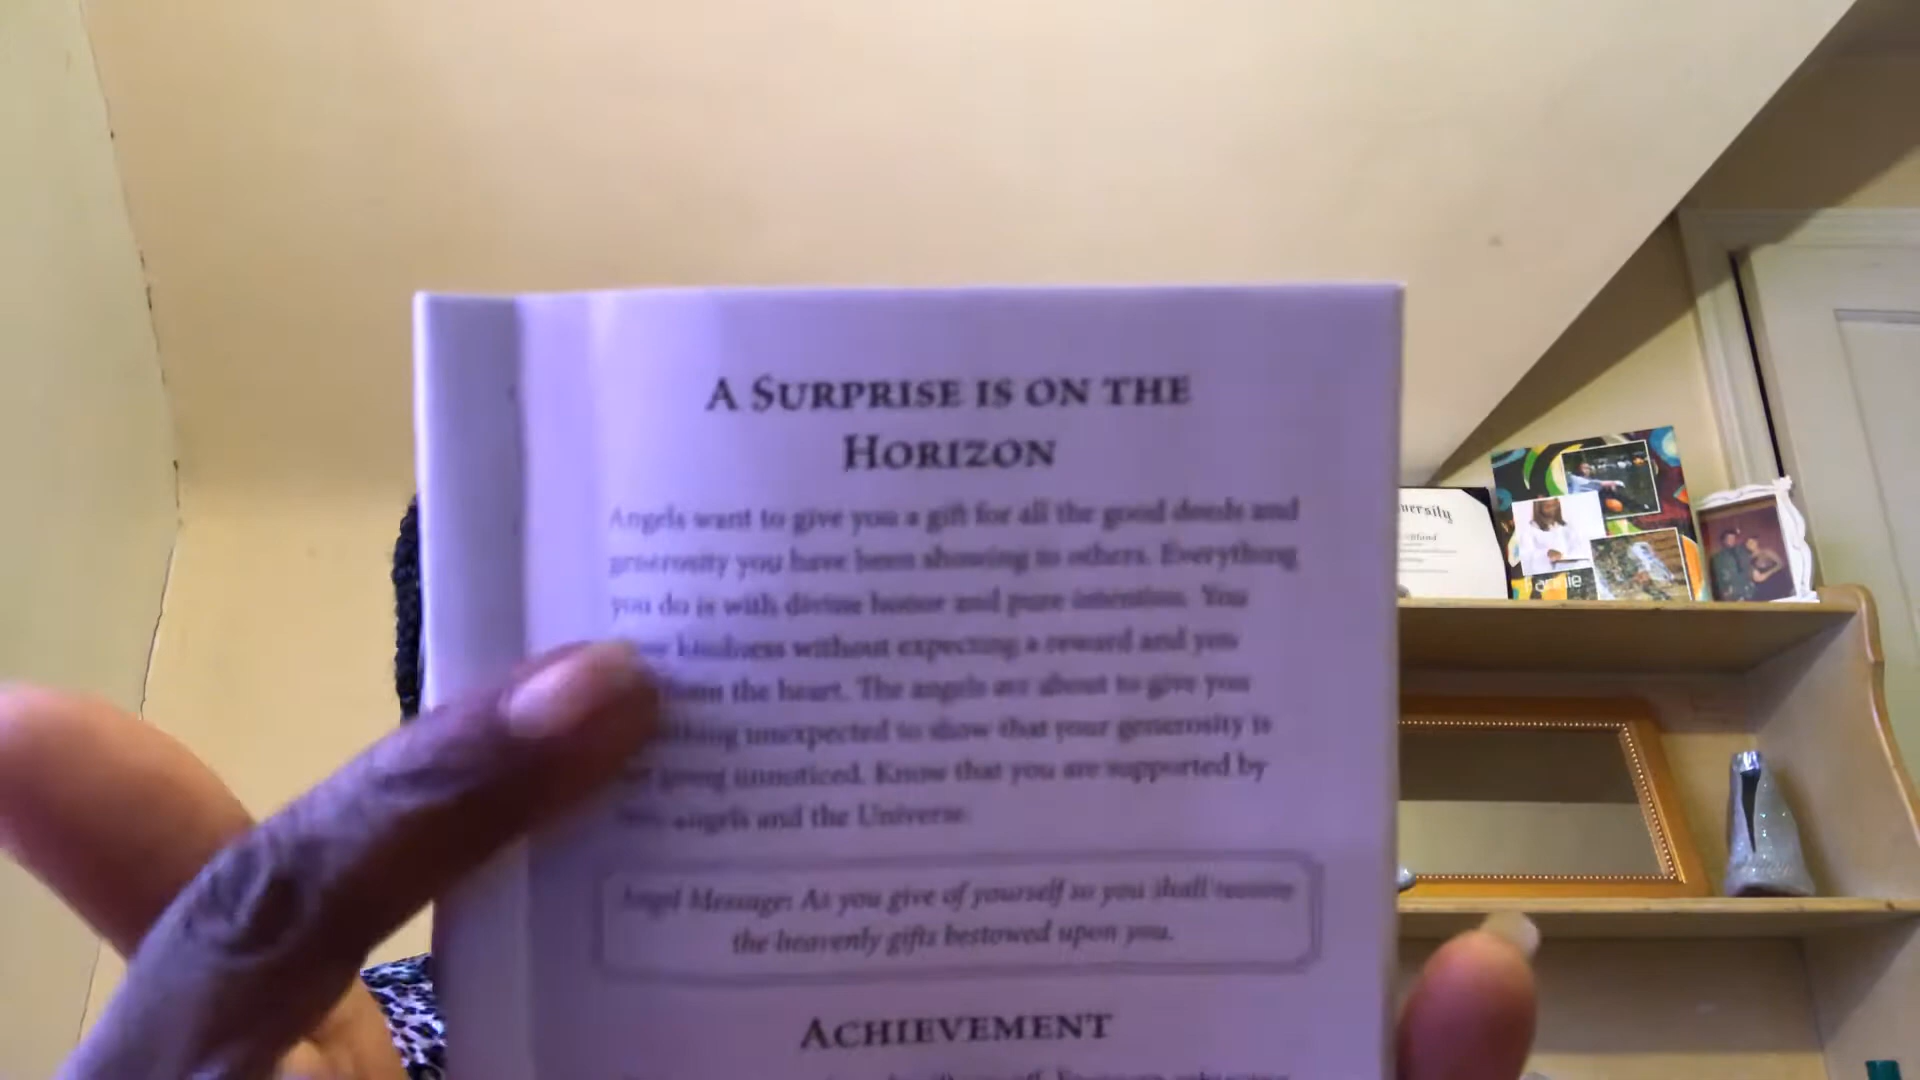 A SURPRISE IS ON THE
HORIZON
Angels want to give you a gift for all the good deeds and
generosity you have been showing to others. Everything
you do is with divine honor and pure intention. You
kindness without expecting a reward and you
the heart. The angels are about to give you
unexpected to show that your generosity is
going unnoticed. Know that you are supported by
angels and the Universe.
Angel Message: As you give of yourself so you shall receive
the heavenly gifts bestowed upon you.
ACHIEVEMENT